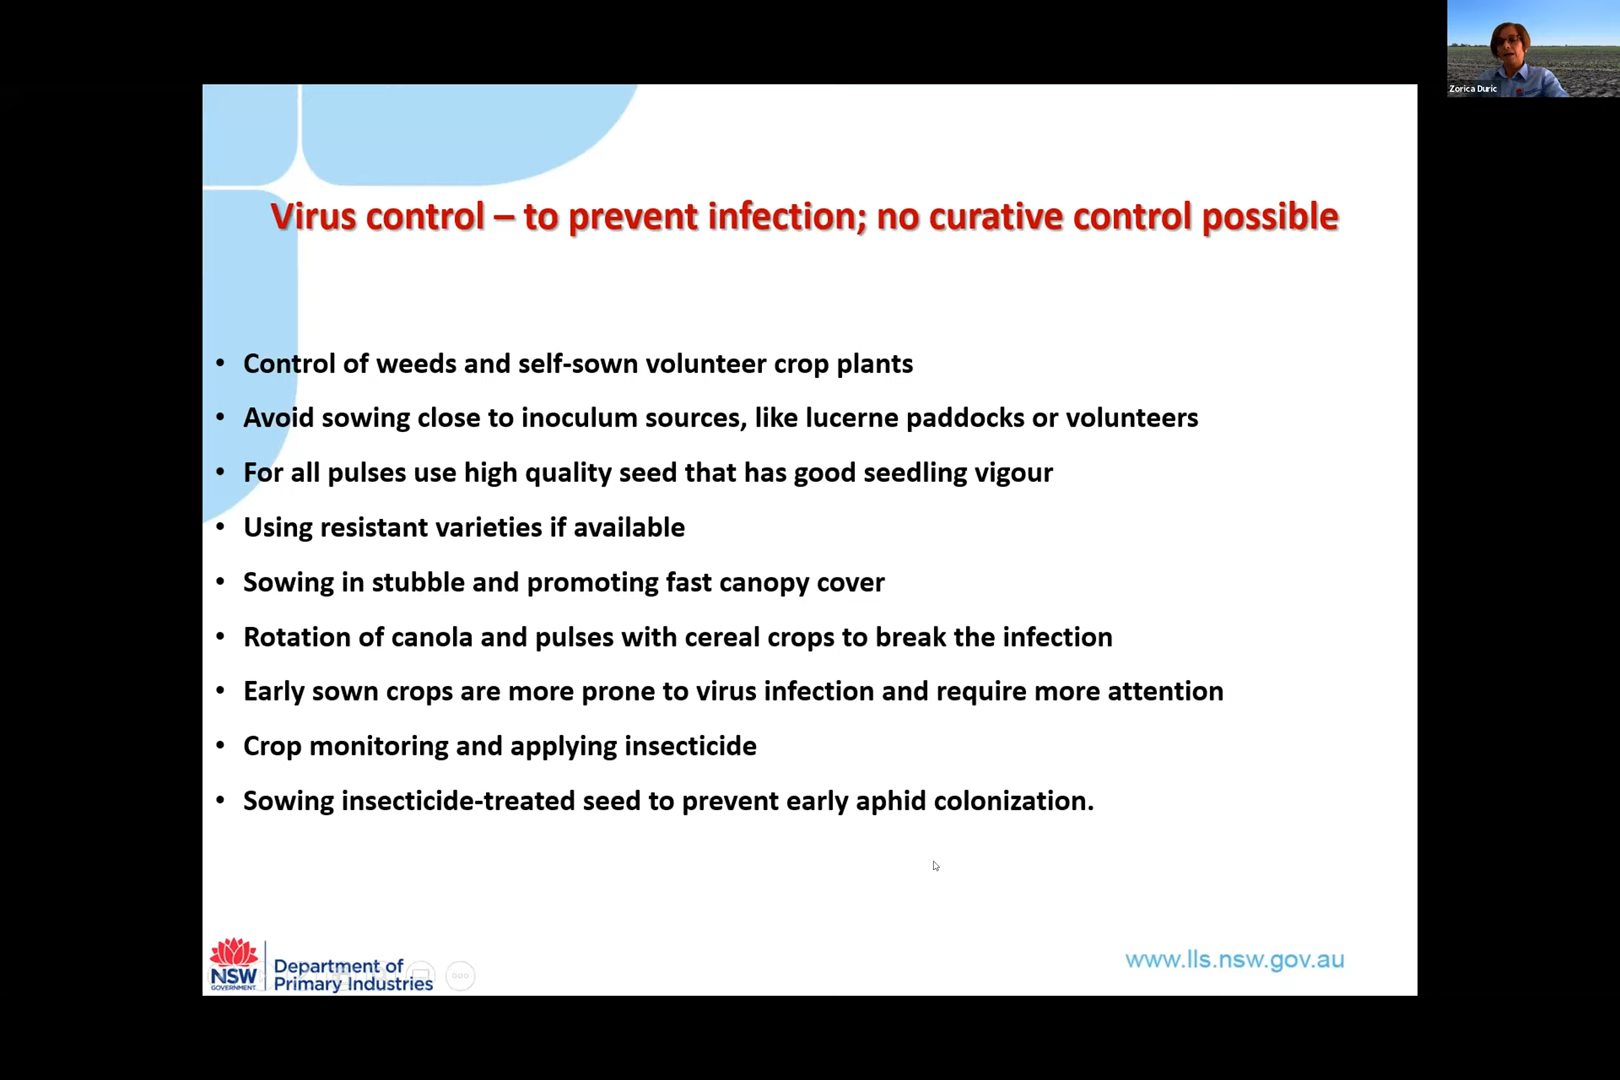 Zorica Duric
Virus control – to prevent infection; no curative control possible
• Control of weeds and self-sown volunteer crop plants
• Avoid sowing close to inoculum sources, like lucerne paddocks or volunteers
• For all pulses use high quality seed that has good seedling vigour
• Using resistant varieties if available
• Sowing in stubble and promoting fast canopy cover
• Rotation of canola and pulses with cereal crops to break the infection
• Early sown crops are more prone to virus infection and require more attention
• Crop monitoring and applying insecticide
• Sowing insecticide-treated seed to prevent early aphid colonization.
NSW
GOVERNMENT
Department of
Primary Industries
www.lls.nsw.gov.au